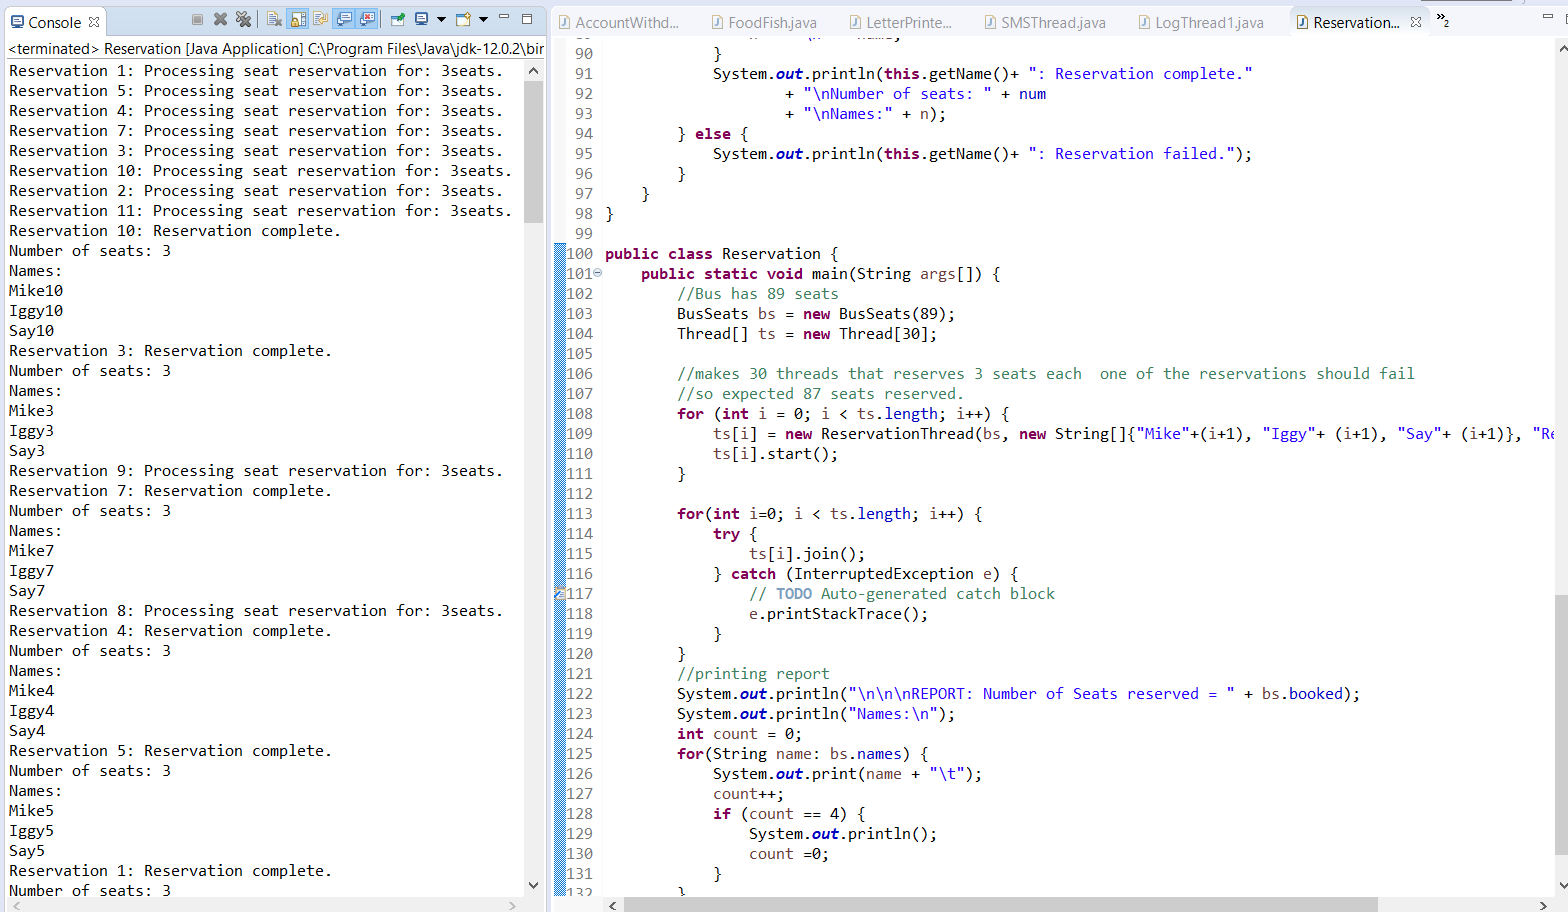 Console
<terminated> Reservation [Java Application] C:\Program Files\Java\jdk-12.0.2\bin
Reservation 1: Processing seat reservation for: 3seats.
Reservation 5: Processing seat reservation for: 3seats.
Reservation 4: Processing seat reservation for: 3seats.
Reservation 7: Processing seat reservation for: 3seats.
Reservation 3: Processing seat reservation for: 3seats.
Reservation 10: Processing seat reservation for: 3seats.
Reservation 2: Processing seat reservation for: 3seats.
Reservation 11: Processing seat reservation for: 3seats.
Reservation 10: Reservation complete.
Number of seats: 3
Names:
Mike10
Iggy10
Say10
Reservation 3: Reservation complete.
Number of seats: 3
Names:
Mike3
Iggy3
Say3
Reservation 9: Processing seat reservation for: 3seats.
Reservation 7: Reservation complete.
Number of seats: 3
Names:
Mike7
Iggy7
Say7
Reservation 8: Processing seat reservation for: 3seats.
Reservation 4: Reservation complete.
Number of seats: 3
Names:
Mike4
Iggy4
Say4
Reservation 5: Reservation complete.
Number of seats: 3
Names:
Mike5
Iggy5
Say5
Reservation 1: Reservation complete.
Number of seats: 3
AccountWithd... FoodFish.java LetterPrinte... SMSThread.java LogThread1.java Reservation... »2
90 }
91 System.out.println(this.getName()+ ": Reservation complete."
92 + "\nNumber of seats: " + num
93 + "\nNames:" + n);
94 } else {
95 System.out.println(this.getName()+ ": Reservation failed.");
96 }
97 }
98 }
99
100 public class Reservation {
101 public static void main(String args[]) {
102 //Bus has 89 seats
103 BusSeats bs = new BusSeats(89);
104 Thread[] ts = new Thread[30];
105
106 //makes 30 threads that reserves 3 seats each  one of the reservations should fail
107 //so expected 87 seats reserved.
108 for (int i = 0; i < ts.length; i++) {
109 ts[i] = new ReservationThread(bs, new String[]{"Mike"+(i+1), "Iggy"+ (i+1), "Say"+ (i+1)}, "Re
110 ts[i].start();
111 }
112
113 for(int i=0; i < ts.length; i++) {
114 try {
115 ts[i].join();
116 } catch (InterruptedException e) {
117 // TODO Auto-generated catch block
118 e.printStackTrace();
119 }
120 }
121 //printing report
122 System.out.println("\n\n\nREPORT: Number of Seats reserved = " + bs.booked);
123 System.out.println("Names:\n");
124 int count = 0;
125 for(String name: bs.names) {
126 System.out.print(name + "\t");
127 count++;
128 if (count == 4) {
129 System.out.println();
130 count =0;
131 }
132 }